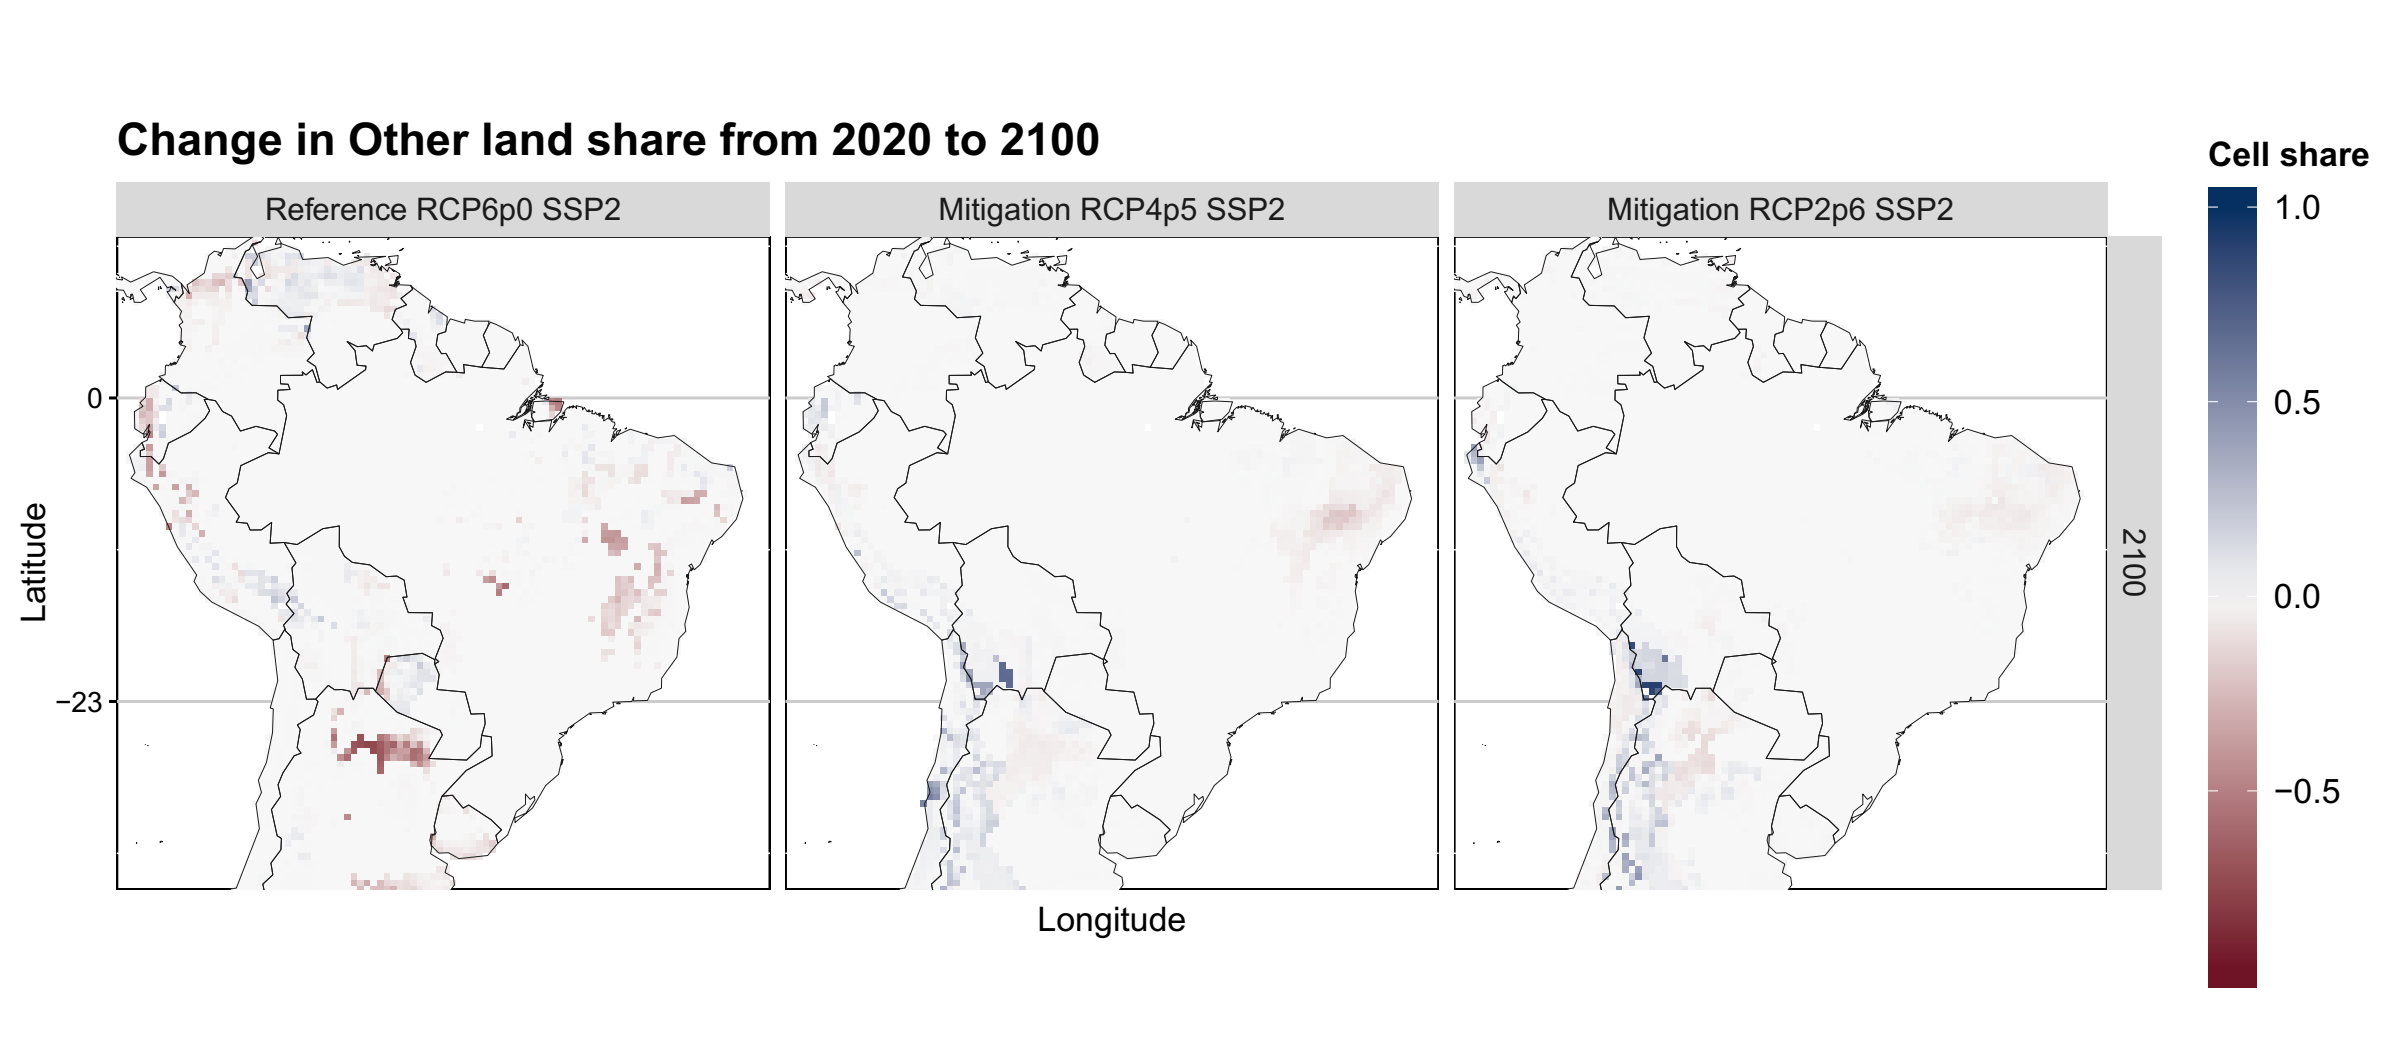 Change in Other land share from 2020 to 2100
Reference RCP6p0 SSP2
Mitigation RCP4p5 SSP2
Mitigation RCP2p6 SSP2
Latitude
0
−23
2100
Longitude
Cell share
1.0
0.5
0.0
−0.5